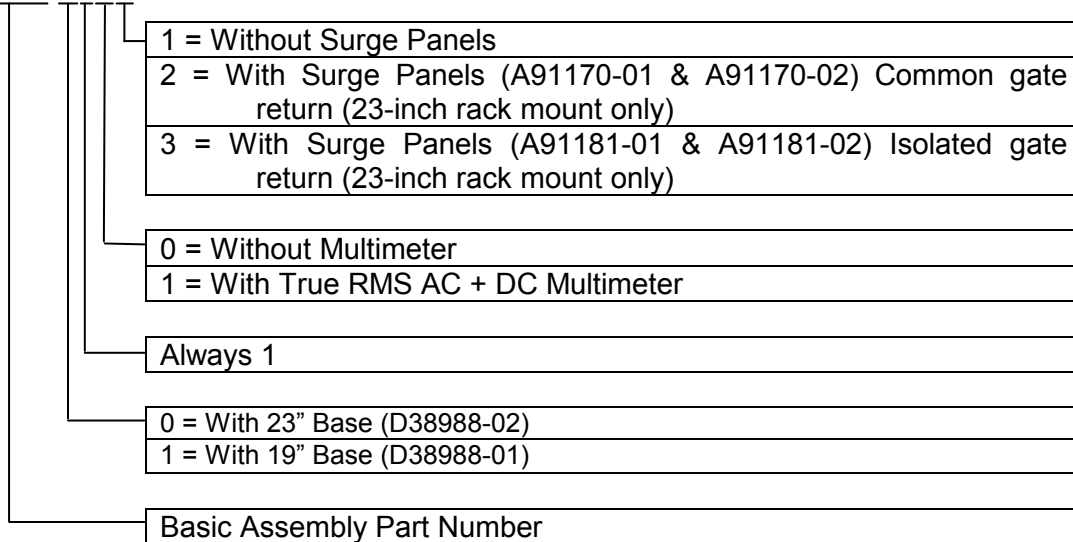 1 = Without Surge Panels
2 = With Surge Panels (A91170-01 & A91170-02) Common gate
return (23-inch rack mount only)
3 = With Surge Panels (A91181-01 & A91181-02) Isolated gate
return (23-inch rack mount only)
0 = Without Multimeter
1 = With True RMS AC + DC Multimeter
Always 1
0 = With 23” Base (D38988-02)
1 = With 19” Base (D38988-01)
Basic Assembly Part Number